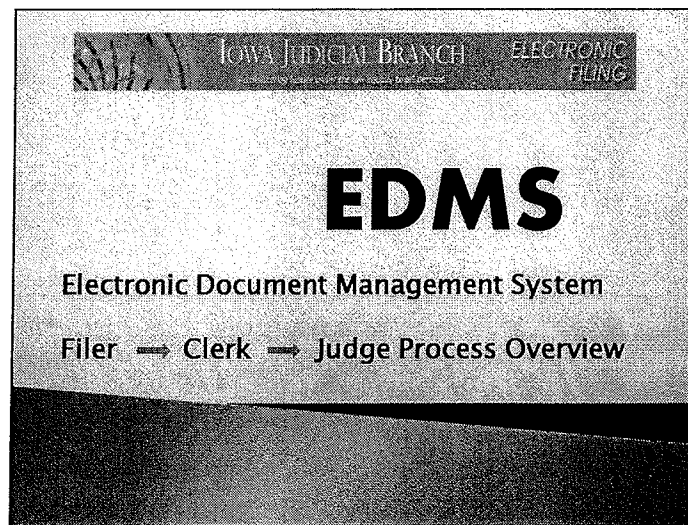 IOWA JUDICIAL BRANCH
ELECTRONIC
FILING
EDMS
Electronic Document Management System
Filer ➡ Clerk ➡ Judge Process Overview